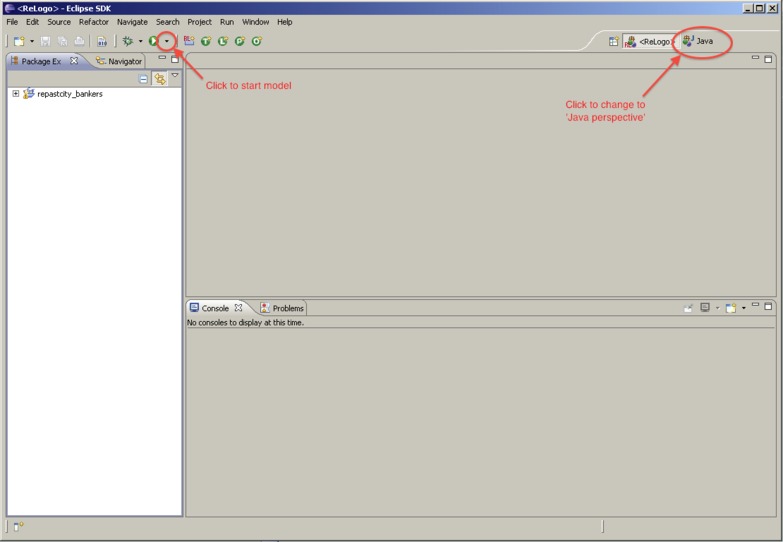 <ReLogo> - Eclipse SDK
File Edit Source Refactor Navigate Search Project Run Window Help
<ReLogo> Java
Package Ex Navigator
Click to start model
repastcity_bankers
Click to change to
'Java perspective'
Console Problems
No consoles to display at this time.